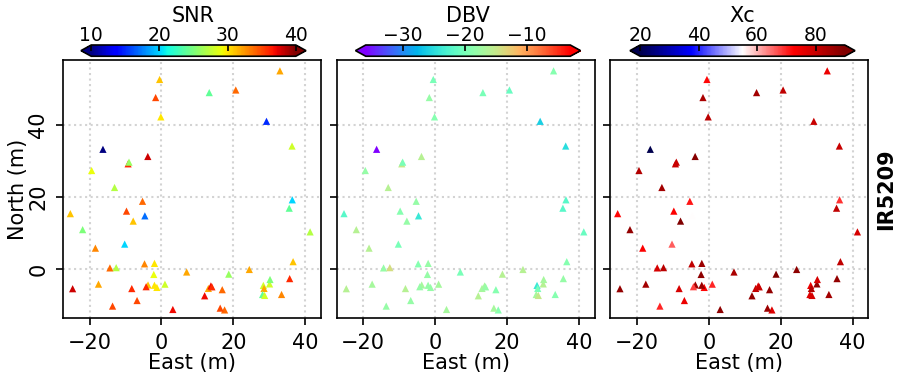 SNR DBV Xc
10 20 30 40 −30 −20 −10 20 40 60 80
North (m)
40
20
0
IR5209
−20 0 20 40 −20 0 20 40 −20 0 20 40
East (m) East (m) East (m)